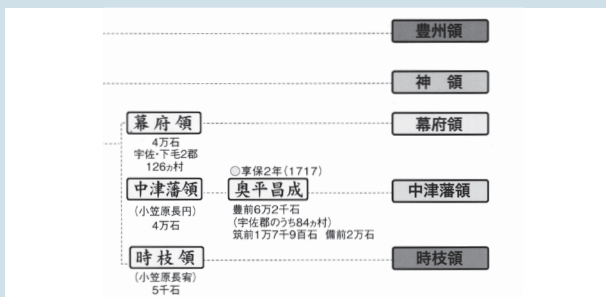 豊州領
神 領
幕府領
幕府領
4万石
宇佐・下毛2郡
126ヵ村
◎享保2年(1717)
中津藩領
奥平昌成
中津藩領
(小笠原長円)
4万石
豊前6万2千石
(宇佐郡のうち84ヵ村)
筑前1万7千9百石 備前2万石
時枝領
時枝領
(小笠原長宥)
5千石